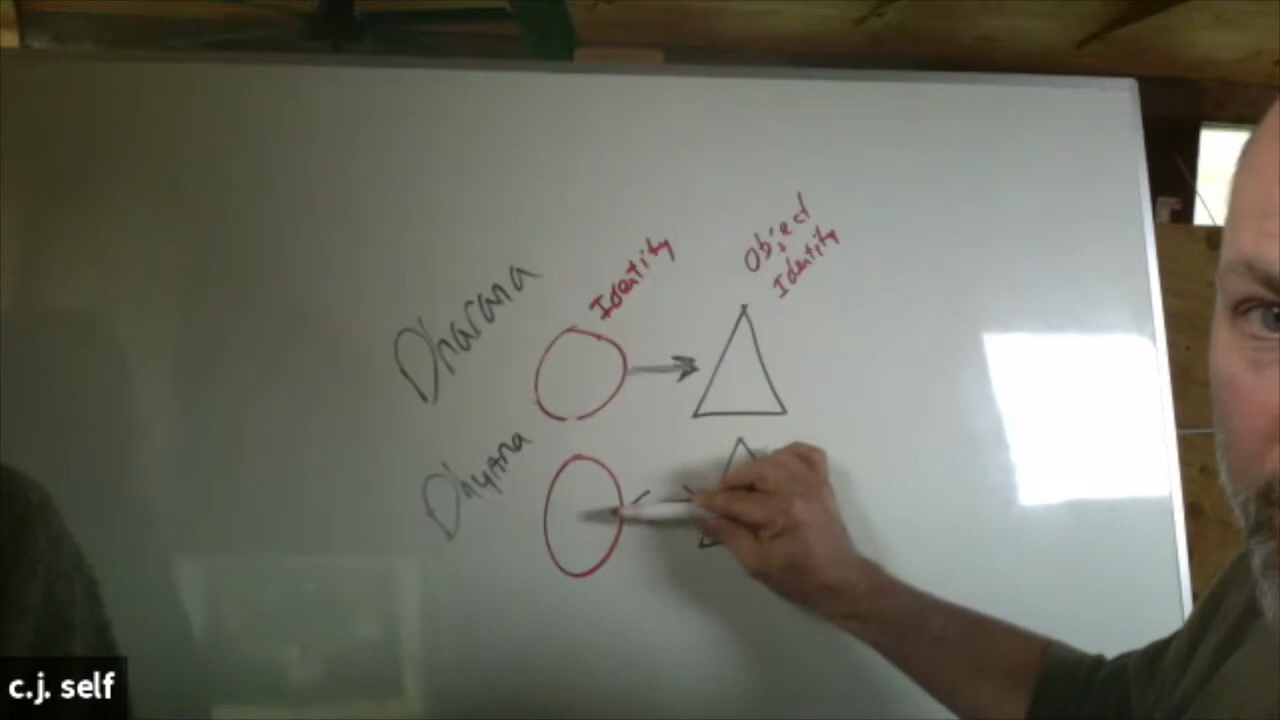 Object
Identity
Identity
Dharana
Dhyana
c.j. self